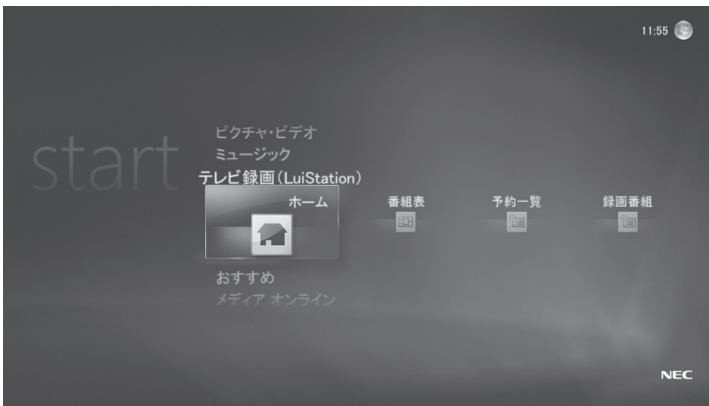 11:55
start
ピクチャ・ビデオ
ミュージック
テレビ録画(LuiStation)
ホーム
番組表
予約一覧
録画番組
おすすめ
メディア オンライン
NEC